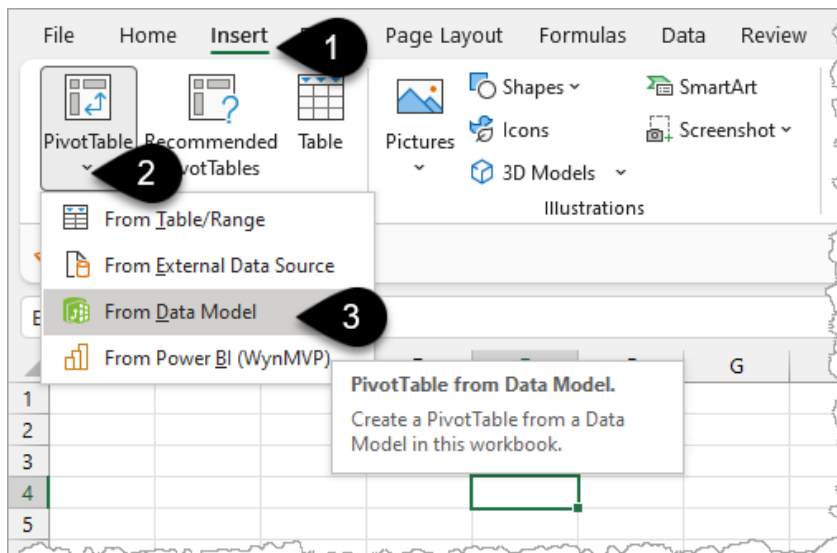 File Home Insert Page Layout Formulas Data Review
1
PivotTable Recommended Table Pictures Shapes SmartArt
Icons Screenshot
2
3D Models
Illustrations
From Table/Range
From External Data Source
From Data Model
3
From Power BI (WynMVP)
G
PivotTable from Data Model.
Create a PivotTable from a Data
Model in this workbook.
1
2
3
4
5